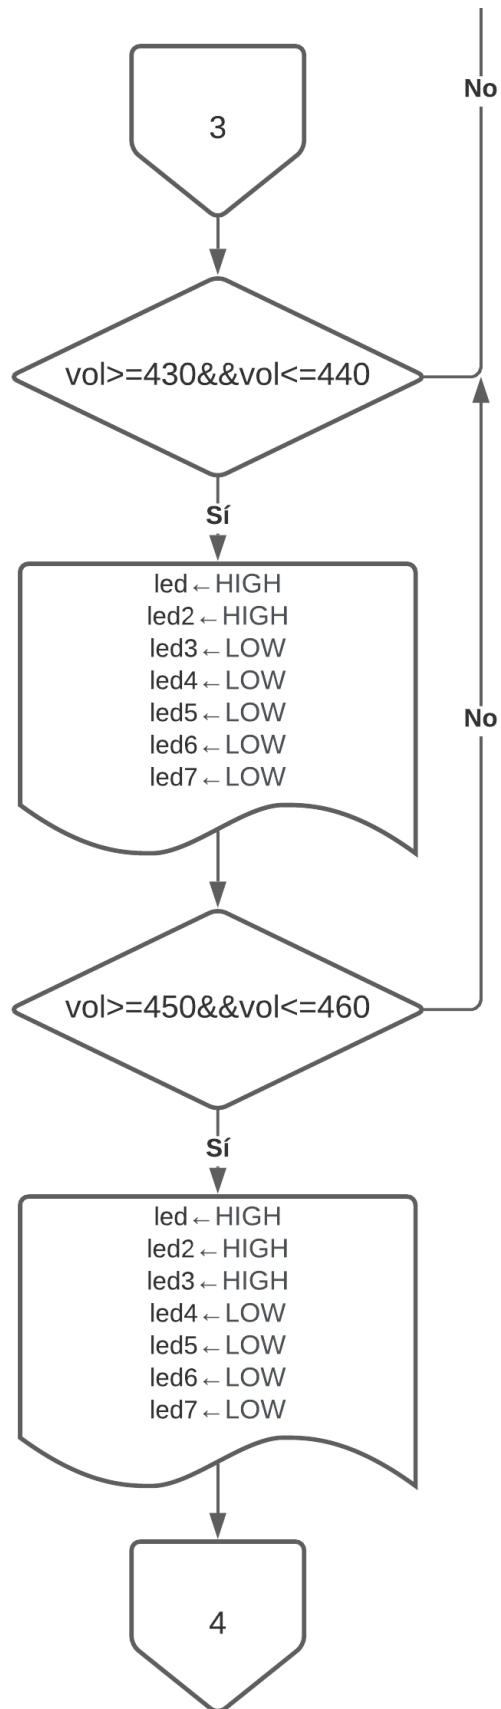 No
3
vol>=430&&vol<=440
Sí
led←HIGH
led2←HIGH
led3←LOW
led4←LOW
led5←LOW
led6←LOW
led7←LOW
No
vol>=450&&vol<=460
Sí
led←HIGH
led2←HIGH
led3←HIGH
led4←LOW
led5←LOW
led6←LOW
led7←LOW
4